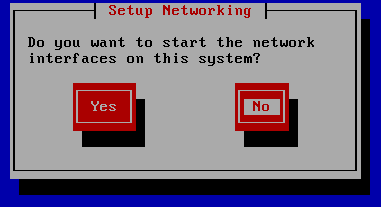 Setup Networking
Do you want to start the network
interfaces on this system?
Yes
No